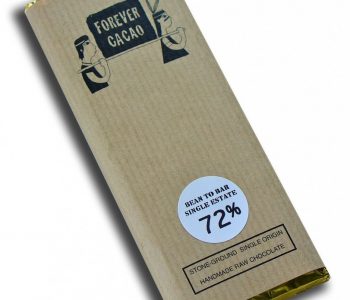 FOREVER
CACAO
BEAN TO BAR
SINGLE ESTATE
72%
STONE-GROUND SINGLE ORIGIN
HANDMADE RAW CHOCOLATE